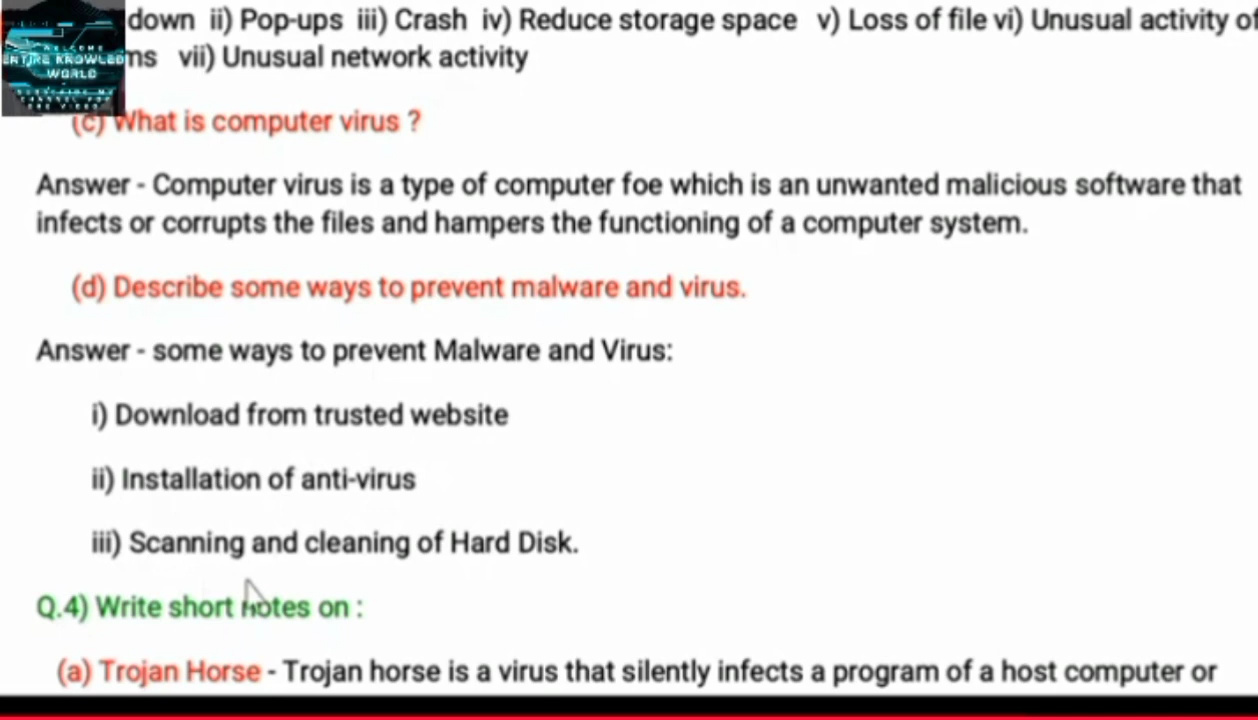 down ii) Pop-ups iii) Crash iv) Reduce storage space v) Loss of file vi) Unusual activity of
ms vii) Unusual network activity
WELCOME
ENTIRE KNOWLEDG
WORLD
(c) What is computer virus ?
Answer - Computer virus is a type of computer foe which is an unwanted malicious software that
infects or corrupts the files and hampers the functioning of a computer system.
(d) Describe some ways to prevent malware and virus.
Answer - some ways to prevent Malware and Virus:
i) Download from trusted website
ii) Installation of anti-virus
iii) Scanning and cleaning of Hard Disk.
Q.4) Write short notes on :
(a) Trojan Horse - Trojan horse is a virus that silently infects a program of a host computer or